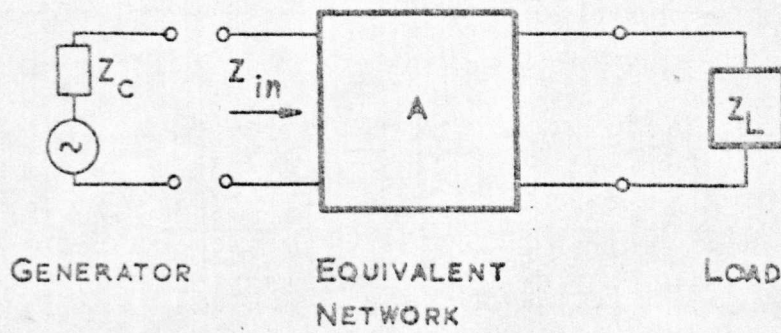 Z_C
Z_in
A
Z_L
~
GENERATOR
EQUIVALENT
NETWORK
LOAD